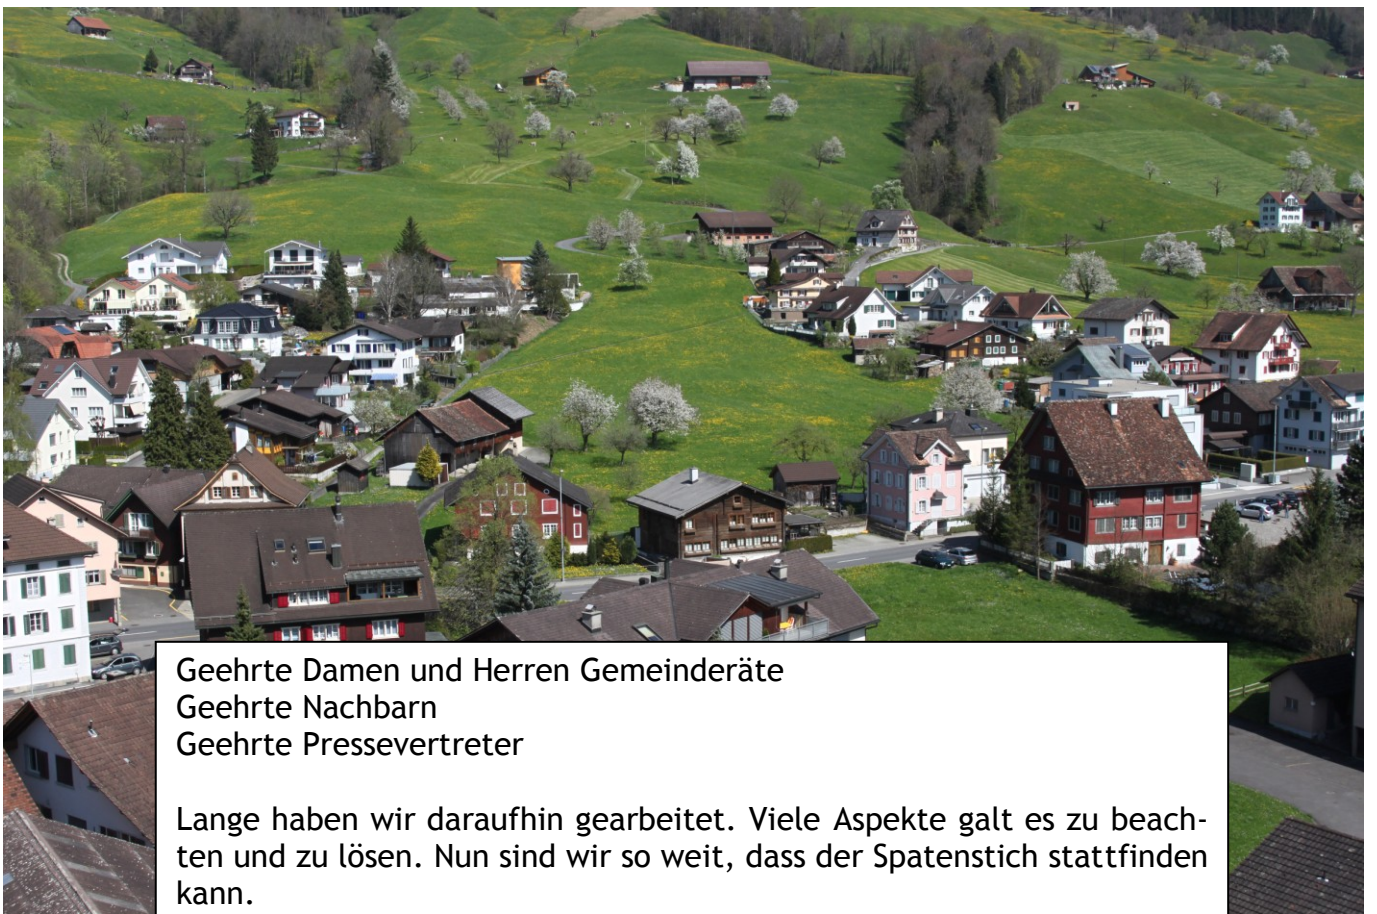 Geehrte Damen und Herren Gemeinderäte
Geehrte Nachbarn
Geehrte Pressevertreter
Lange haben wir daraufhin gearbeitet. Viele Aspekte galt es zu beach-
ten und zu lösen. Nun sind wir so weit, dass der Spatenstich stattfinden
kann.